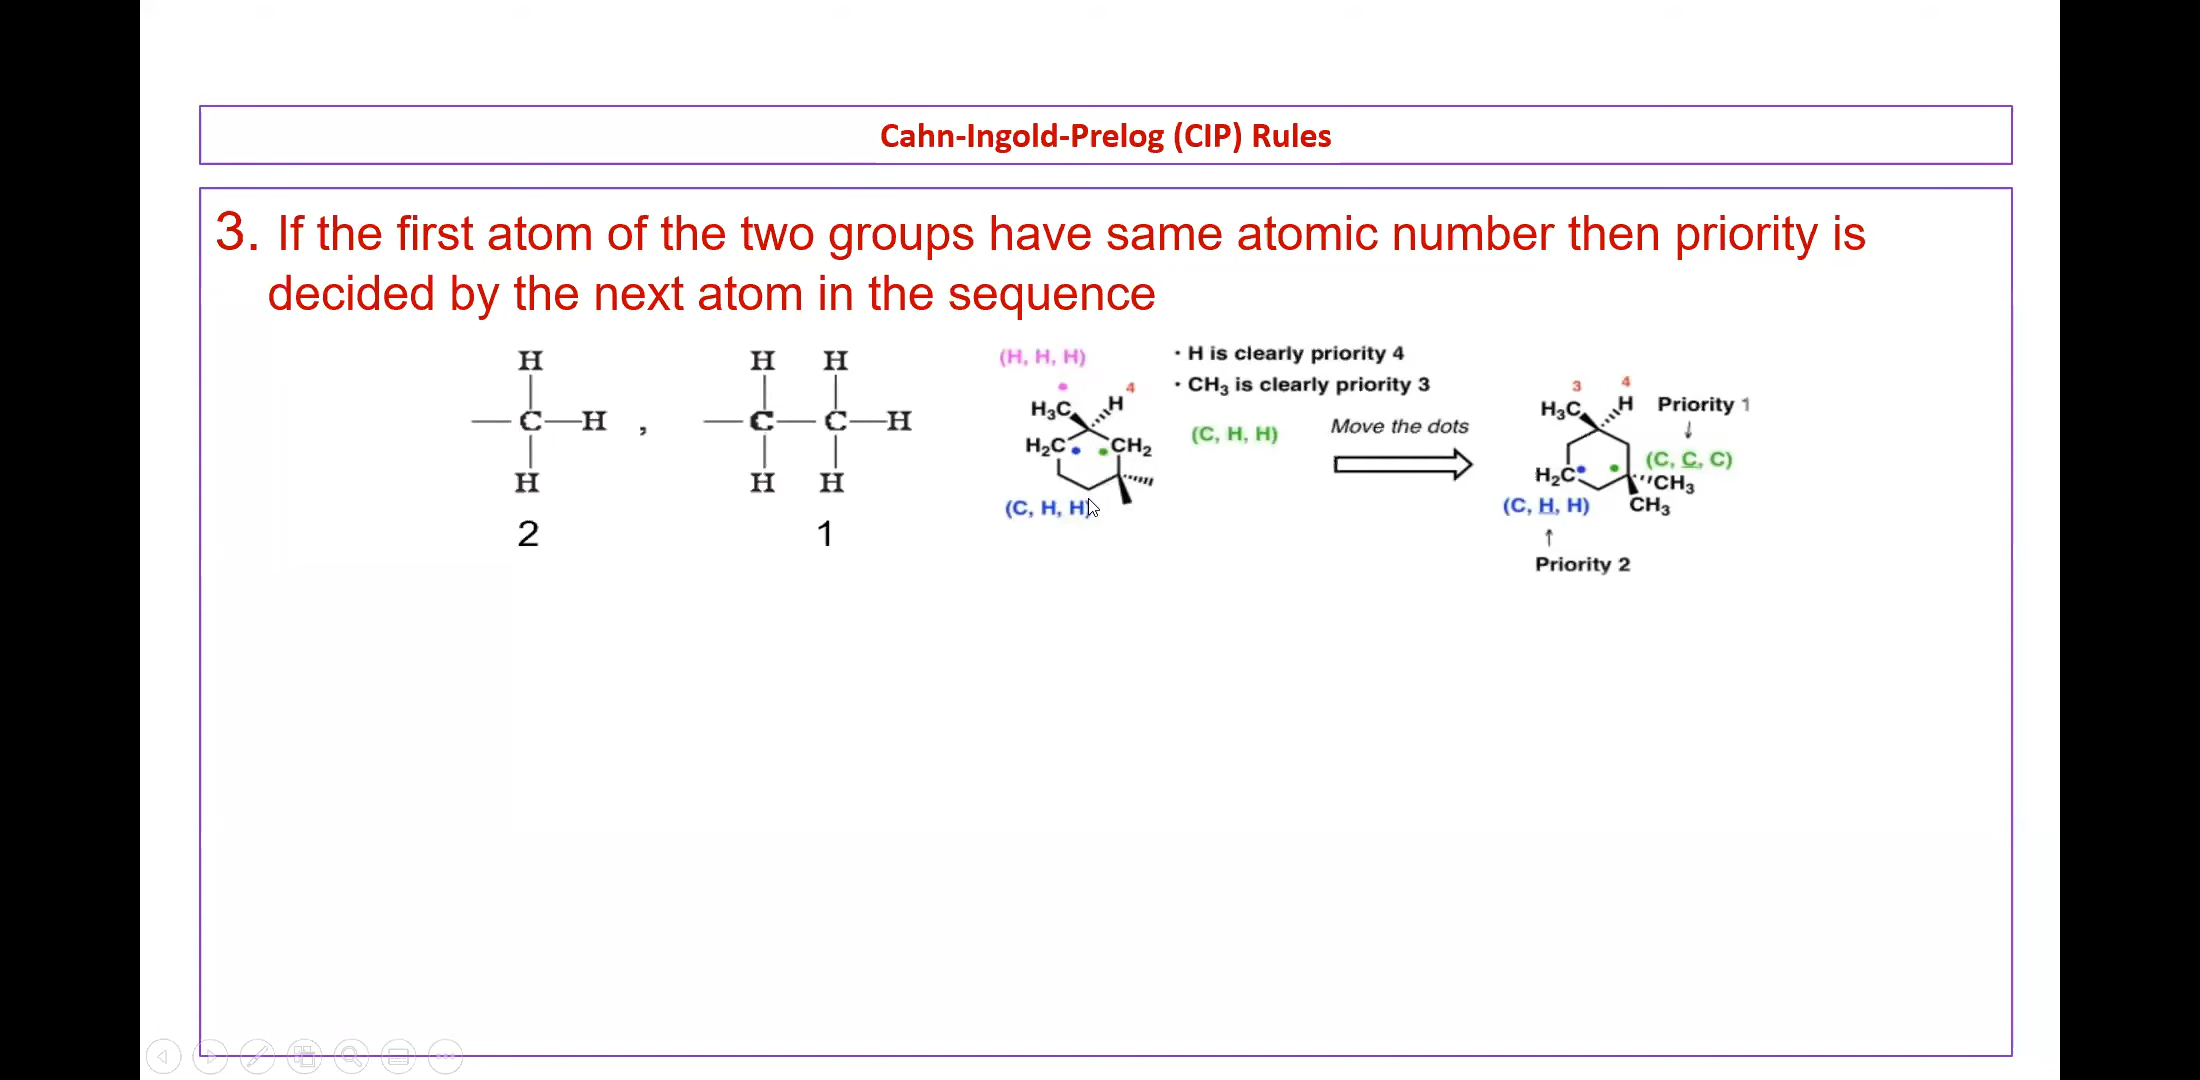 Cahn-Ingold-Prelog (CIP) Rules
3. If the first atom of the two groups have same atomic number then priority is
decided by the next atom in the sequence
H
C H
H
2
,
H H
C C H
H H
1
(H, H, H)
4
H₃C H
H₂C CH₂
(C, H, H)
· H is clearly priority 4
· CH₃ is clearly priority 3
(C, H, H)
Move the dots
3 4
H₃C H Priority 1
↓
(C, C, C)
H₂C CH₃
(C, H, H) CH₃
↑
Priority 2